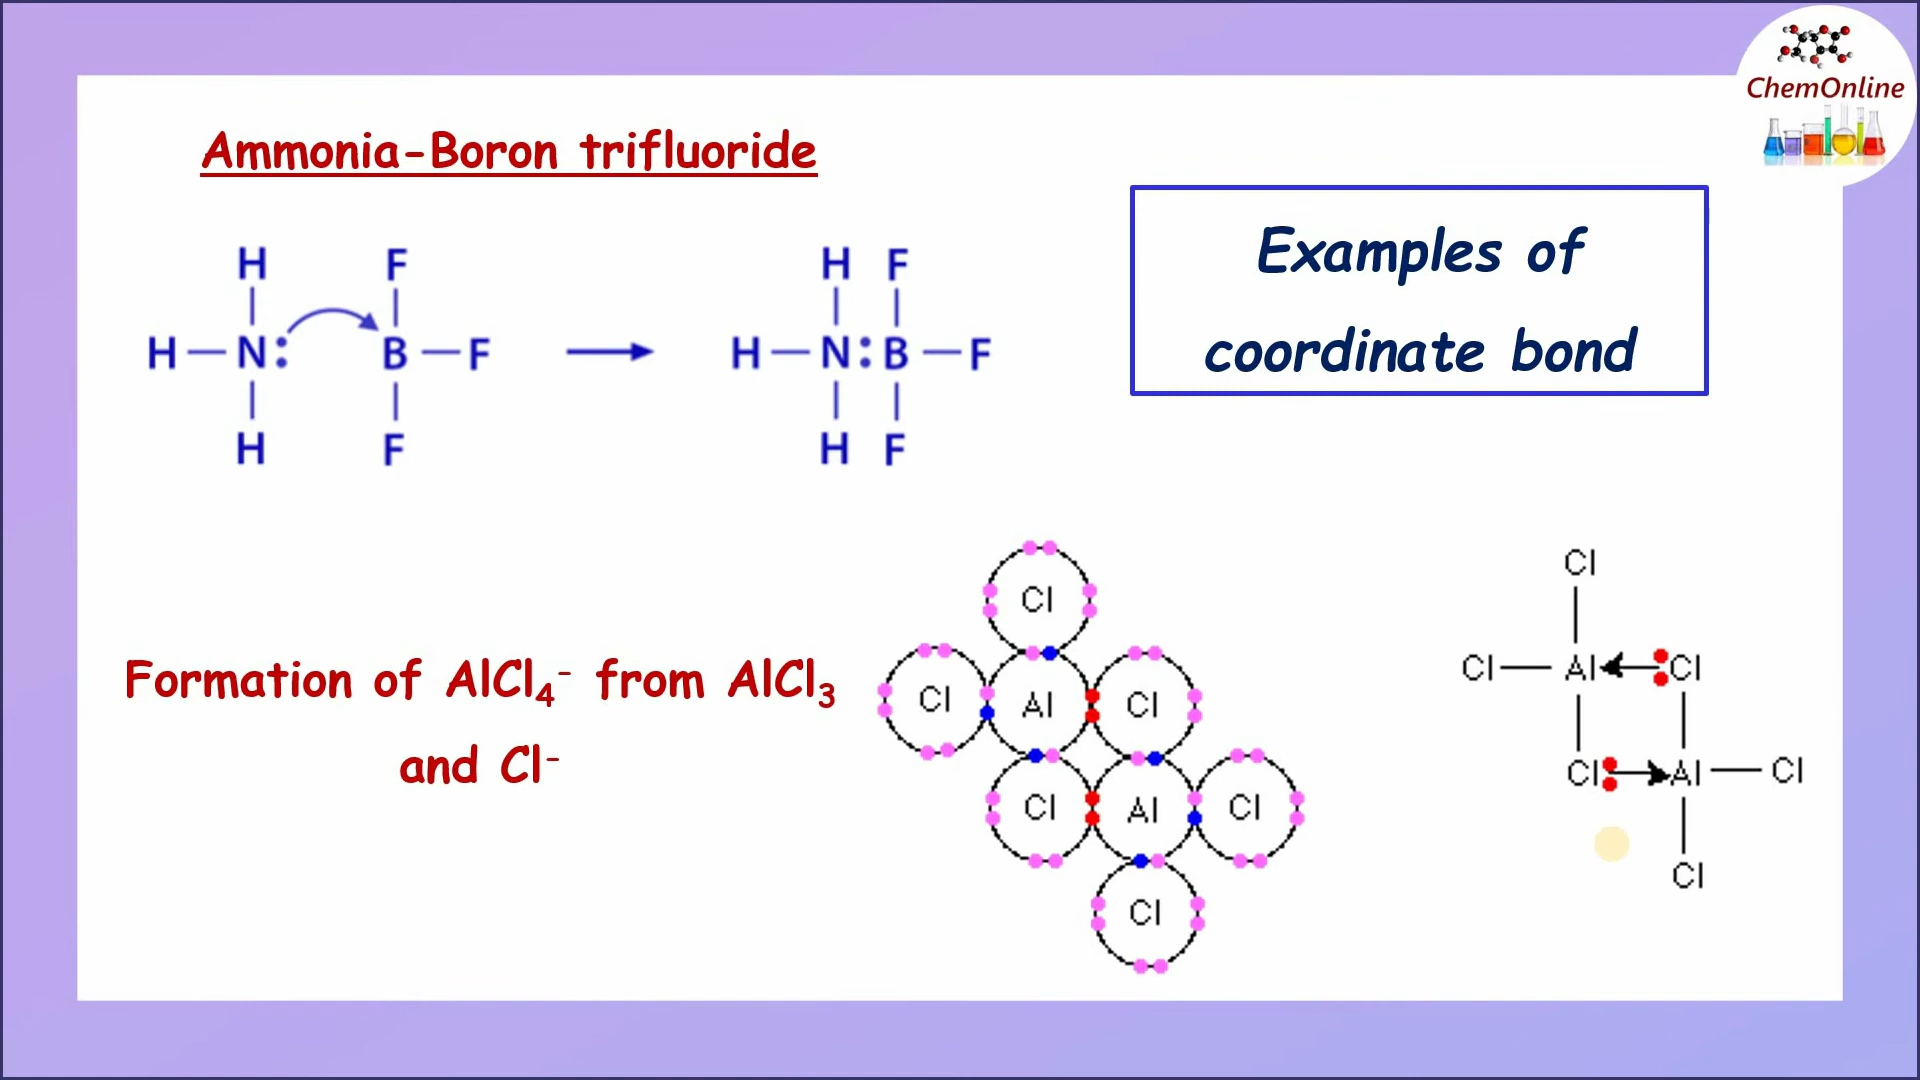 ChemOnline
Ammonia-Boron trifluoride
Examples of
coordinate bond
H F H F
H—N: B—F → H—N:B—F
H F H F
Formation of AlCl₄⁻ from AlCl₃
and Cl⁻
Cl
Cl Al Cl
Cl Al Cl
Cl
Cl
Cl—Al :Cl
Cl: Al—Cl
Cl